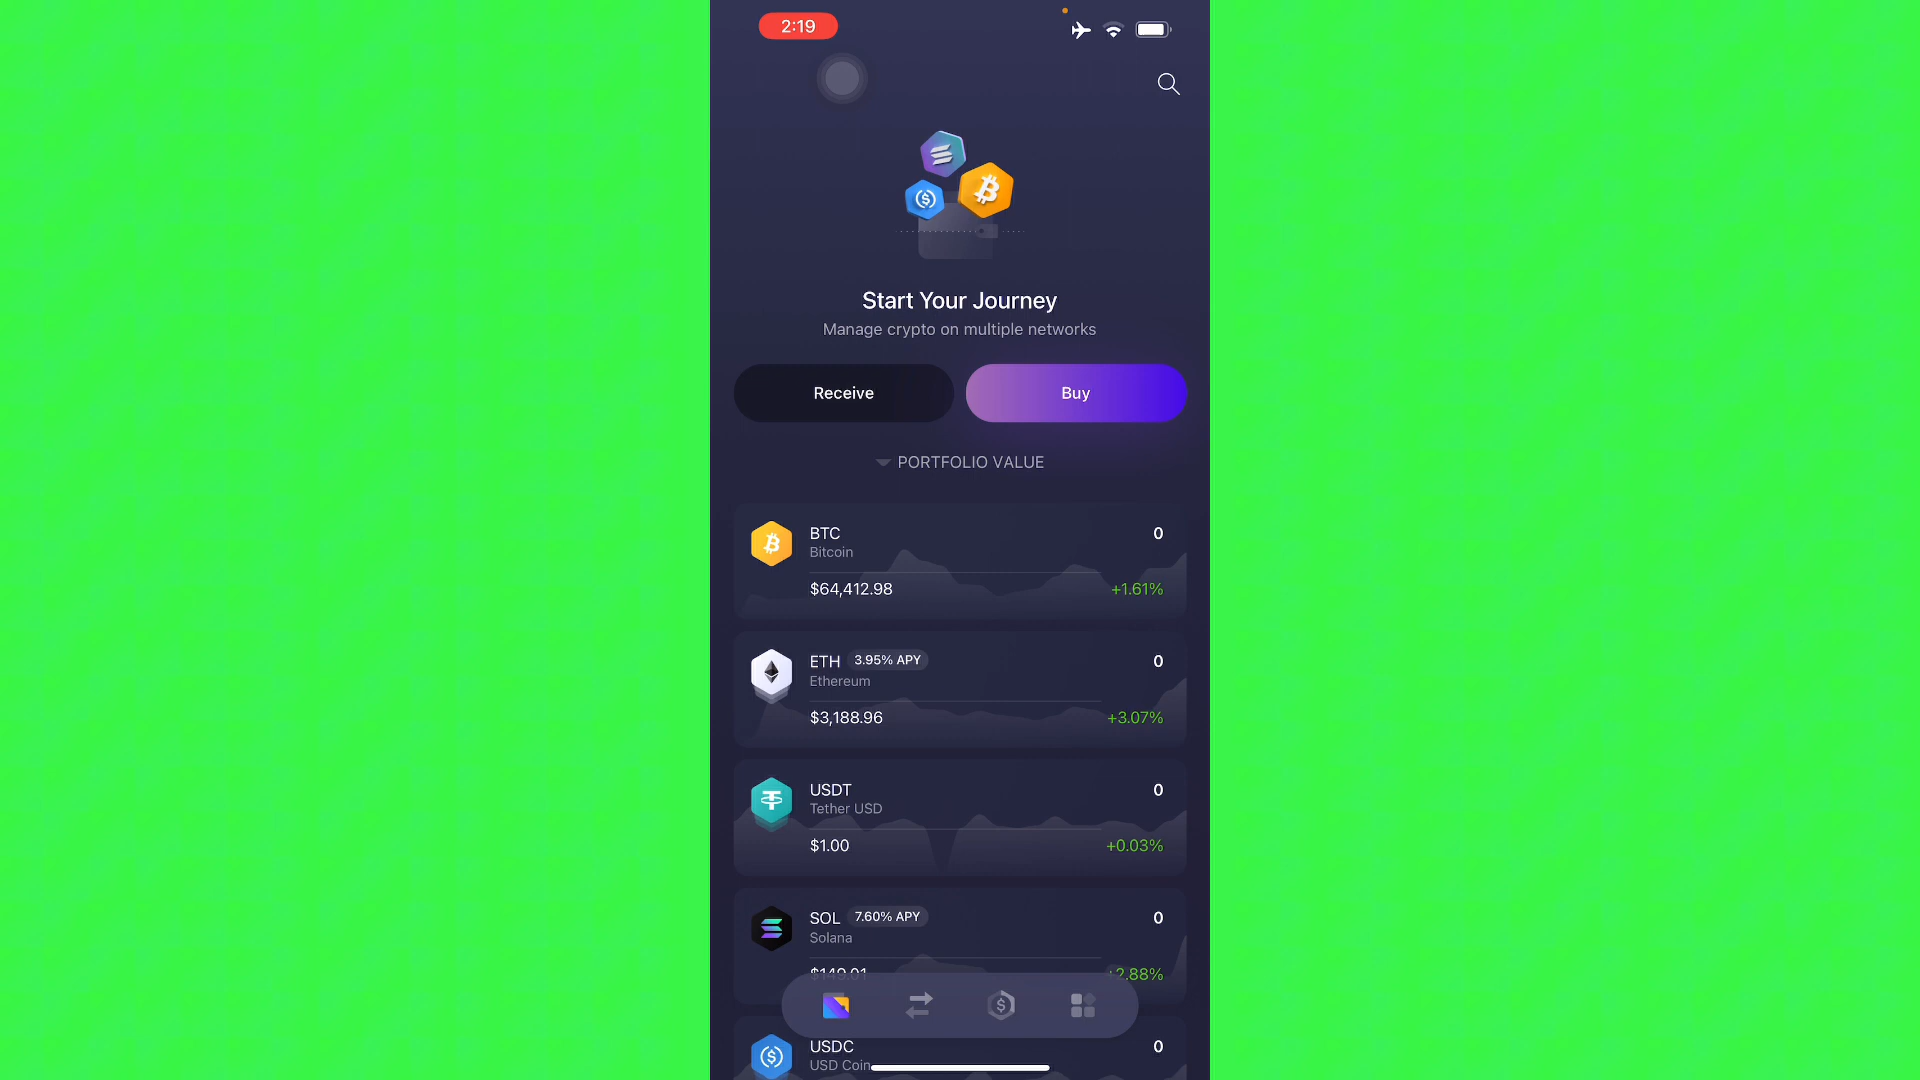 2:19
Start Your Journey
Manage crypto on multiple networks
Receive
Buy
PORTFOLIO VALUE
BTC
0
Bitcoin
$64,412.98
+1.61%
ETH
3.95% APY
0
Ethereum
$3,188.96
+3.07%
USDT
0
Tether USD
$1.00
+0.03%
SOL
7.60% APY
0
Solana
$149.01
+2.88%
USDC
0
USD Coin